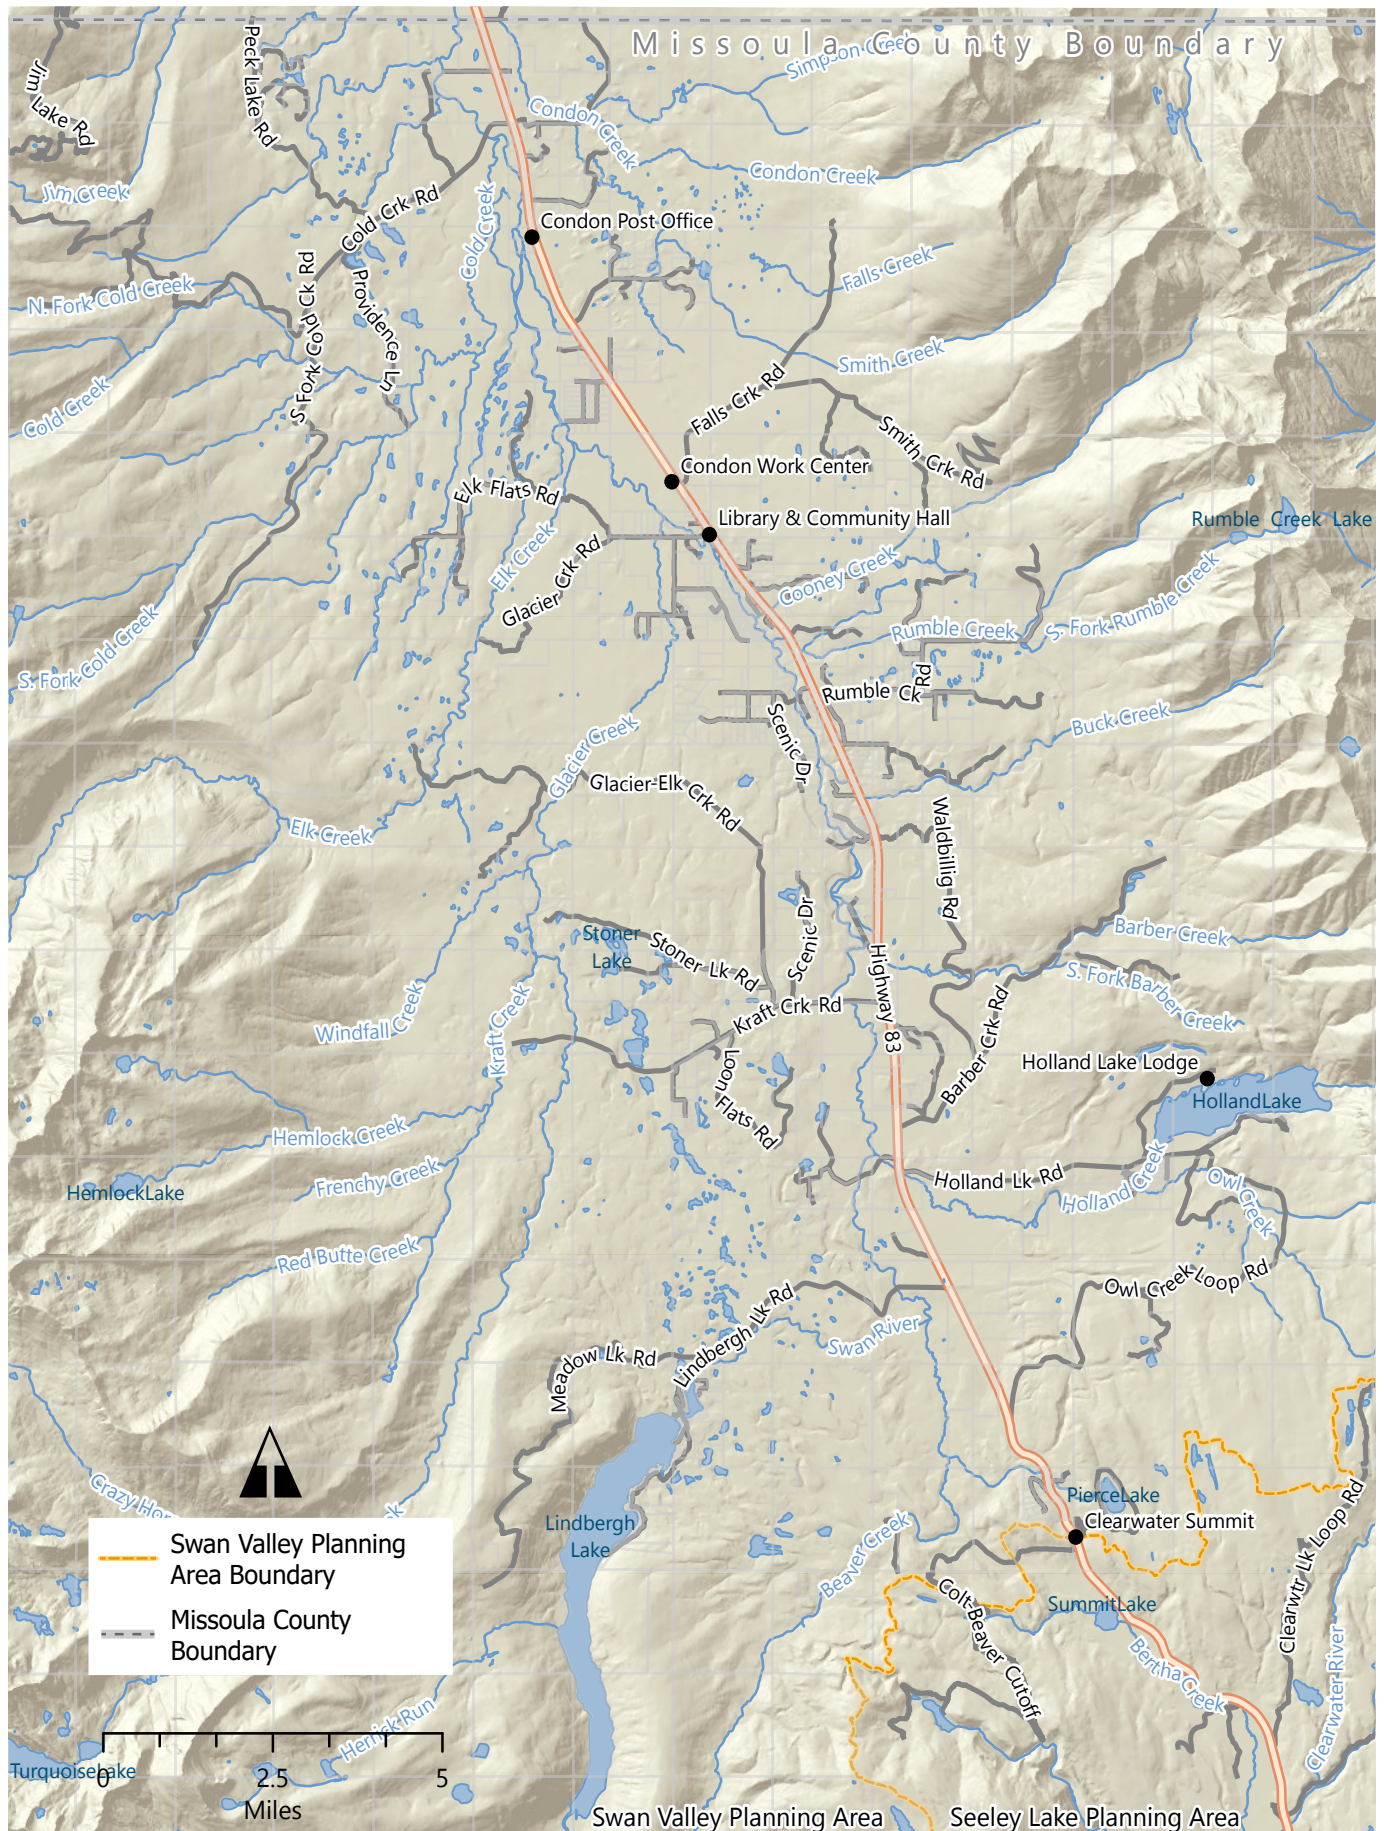 Missoula County Boundary
Simpson Creek
Peck Lake Rd
Jim Lake Rd
Condon Creek
Condon Creek
Jim Creek
Cold Crk Rd
Cold Creek
Condon Post Office
N. Fork Cold Creek
S Fork Cold Ck Rd
Providence Ln
Falls Creek
Smith Creek
Cold Creek
Falls Crk Rd
Smith Crk Rd
Condon Work Center
Elk Flats Rd
Library & Community Hall
Rumble Creek Lake
Elk Creek
Glacier Crk Rd
Cooney Creek
Rumble Creek
S. Fork Rumble Creek
S. Fork Cold Creek
Rumble Ck Rd
Scenic Dr
Buck Creek
Glacier Creek
Glacier-Elk Crk Rd
Elk Creek
Waldbillig Rd
Stoner
Lake
Stoner Lk Rd
Scenic Dr
Highway 83
Barber Creek
S. Fork Barber Creek
Windfall Creek
Kraft Creek
Kraft Crk Rd
Barber Crk Rd
Loon Flats Rd
Holland Lake Lodge
HollandLake
Hemlock Creek
HemlockLake
Frenchy Creek
Holland Lk Rd
Holland Creek
Owl Creek
Red Butte Creek
Owl Creek Loop Rd
Lindbergh Lk Rd
Swan River
Meadow Lk Rd
PierceLake
Clearwater Summit
Lindbergh
Lake
Beaver Creek
Clearwtr Lk Loop Rd
Colt-Beaver Cutoff
SummitLake
Bertha Creek
Clearwater River
Swan Valley Planning
Area Boundary
Missoula County
Boundary
Herrick Run
TurquoiseLake
0 2.5 5
Miles
Swan Valley Planning Area
Seeley Lake Planning Area